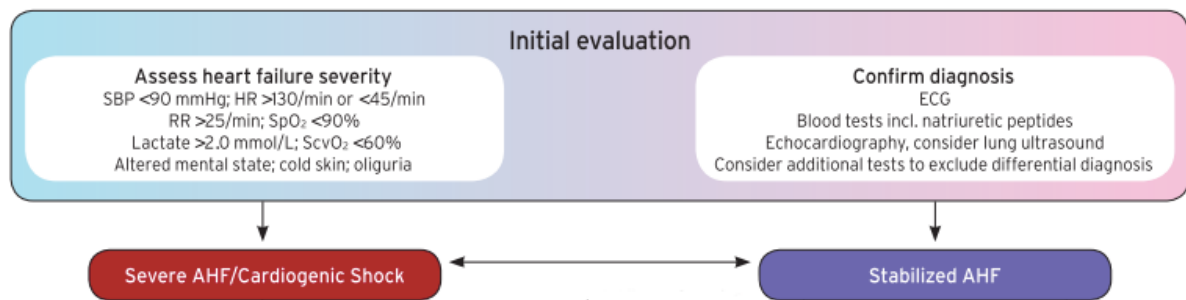 Initial evaluation
Assess heart failure severity
SBP <90 mmHg; HR >130/min or <45/min
RR >25/min; SpO₂ <90%
Lactate >2.0 mmol/L; ScvO₂ <60%
Altered mental state; cold skin; oliguria
Confirm diagnosis
ECG
Blood tests incl. natriuretic peptides
Echocardiography, consider lung ultrasound
Consider additional tests to exclude differential diagnosis
Severe AHF/Cardiogenic Shock
Stabilized AHF